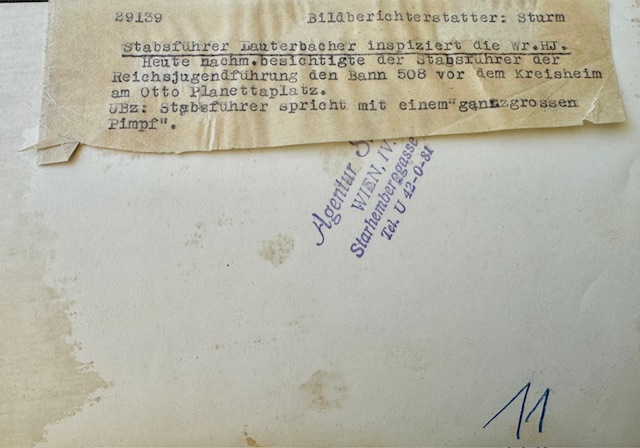 29139 Bildberichterstatter: Sturm
Stabsführer Lauterbacher inspiziert die Wr.HJ.
Heute nachm.besichtigte der Stabsführer der
Reichsjugendführung den Bann 508 vor dem Kreisheim
am Otto Planettaplatz.
UBz: Stabsführer spricht mit einem"gannzgrossen
Pimpf".
Agentur
WIEN, IV.
Starhemberggasse
Tel. U 42-0-81
11